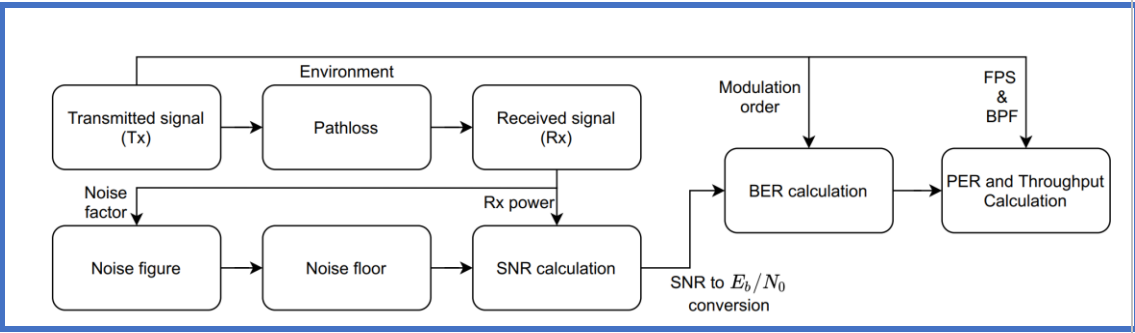 Environment
Transmitted signal
(Tx)
Pathloss
Received signal
(Rx)
Modulation
order
FPS
&
BPF
Noise
factor
Rx power
BER calculation
PER and Throughput
Calculation
Noise figure
Noise floor
SNR calculation
SNR to E_b/N_0
conversion